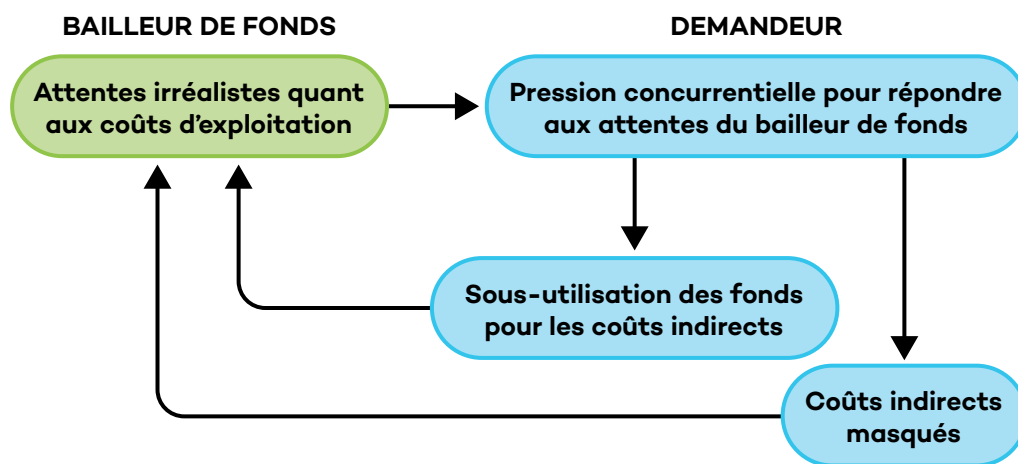 BAILLEUR DE FONDS
DEMANDEUR
Attentes irréalistes quant
aux coûts d'exploitation
Pression concurrentielle pour répondre
aux attentes du bailleur de fonds
Sous-utilisation des fonds
pour les coûts indirects
Coûts indirects
masqués